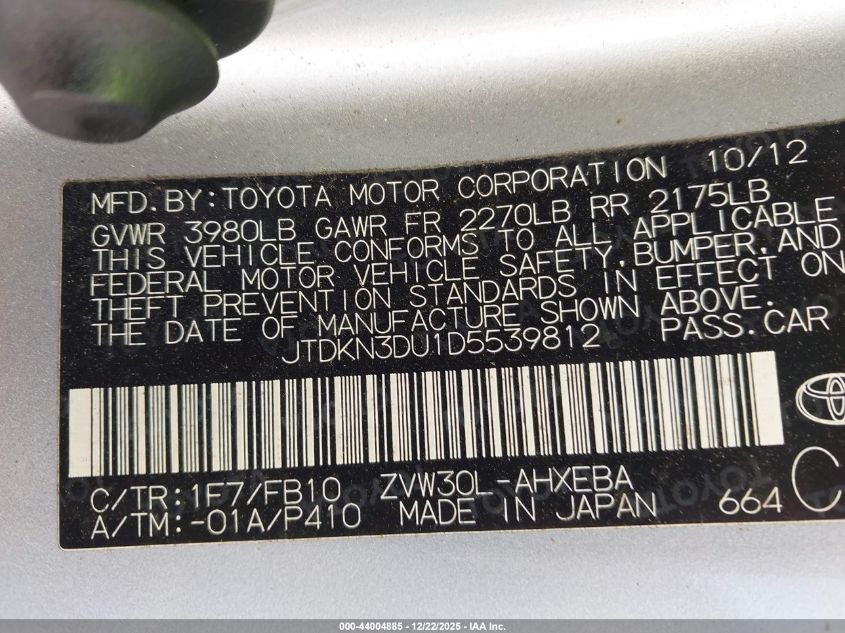 MFD. BY: TOYOTA MOTOR CORPORATION 10/12
GVWR 3980LB GAWR FR 2270LB RR 2175LB
THIS VEHICLE CONFORMS TO ALL APPLICABLE
FEDERAL MOTOR VEHICLE SAFETY, BUMPER, AND
THEFT PREVENTION STANDARDS IN EFFECT ON
THE DATE OF MANUFACTURE SHOWN ABOVE.
JTDKN3DU1D5539812 PASS. CAR
C/TR: 1F7/FB10 ZVW30L-AHXEBA
A/TM: -01A/P410 MADE IN JAPAN 664 C
000-44004885 - 12/22/2025 - IAA Inc.